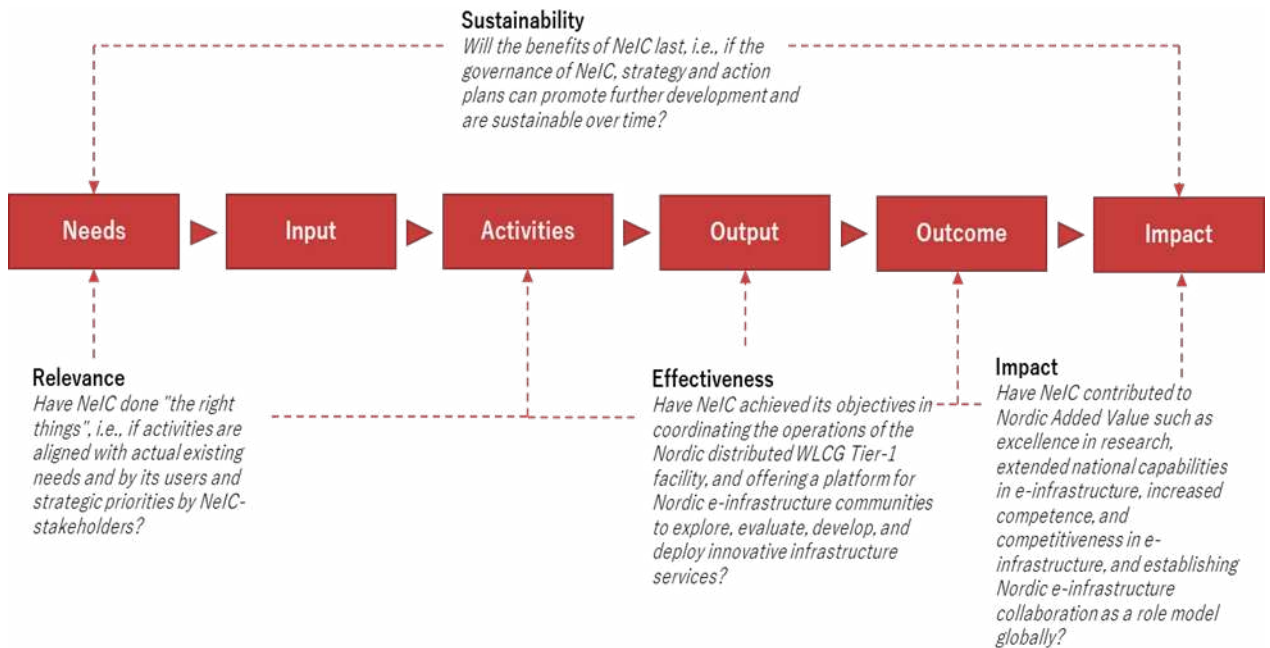 Sustainability
Will the benefits of NeIC last, i.e., if the
governance of NeIC, strategy and action
plans can promote further development and
are sustainable over time?
Needs
Input
Activities
Output
Outcome
Impact
Relevance
Have NeIC done "the right
things", i.e., if activities are
aligned with actual existing
needs and by its users and
strategic priorities by NeIC-
stakeholders?
Effectiveness
Have NeIC achieved its objectives in
coordinating the operations of the
Nordic distributed WLCG Tier-1
facility, and offering a platform for
Nordic e-infrastructure communities
to explore, evaluate, develop, and
deploy innovative infrastructure
services?
Impact
Have NeIC contributed to
Nordic Added Value such as
excellence in research,
extended national capabilities
in e-infrastructure, increased
competence, and
competitiveness in e-
infrastructure, and establishing
Nordic e-infrastructure
collaboration as a role model
globally?